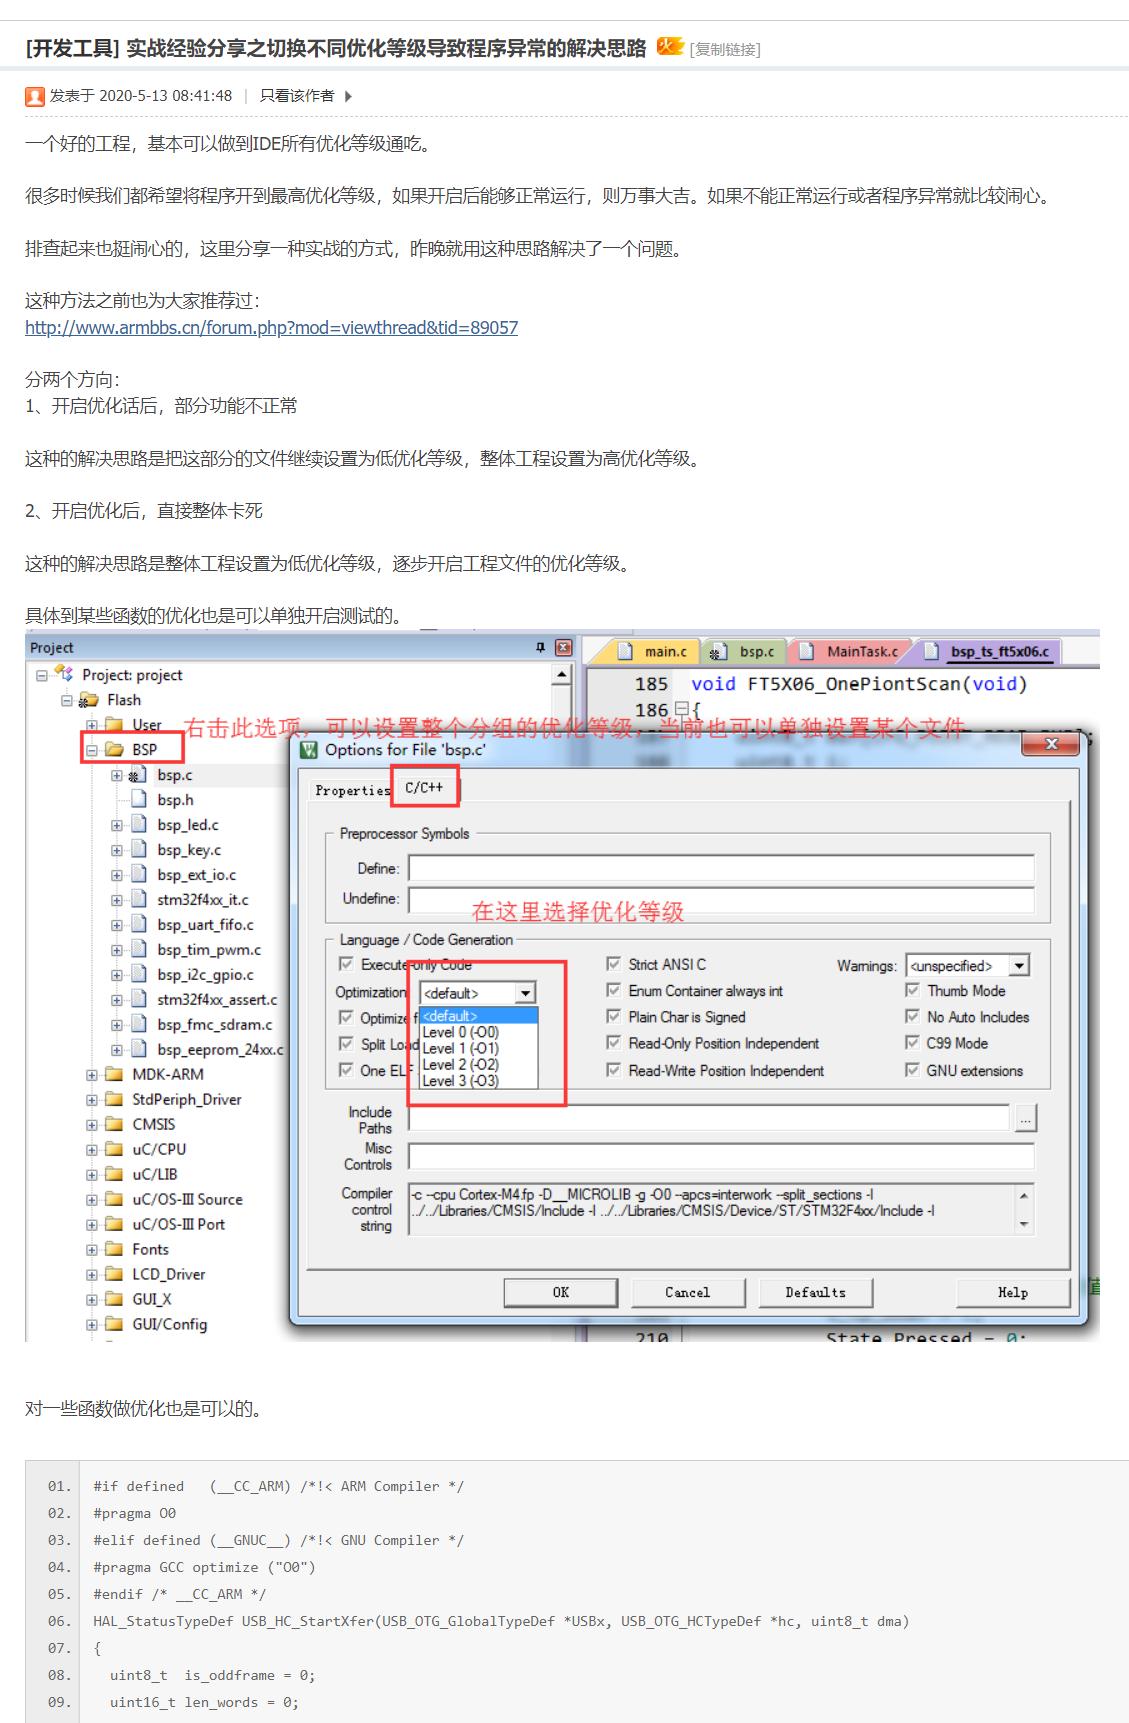 [开发工具] 实战经验分享之切换不同优化等级导致程序异常的解决思路 [复制链接]
发表于 2020-5-13 08:41:48 | 只看该作者
一个好的工程，基本可以做到IDE所有优化等级通吃。
很多时候我们都希望将程序开到最高优化等级，如果开启后能够正常运行，则万事大吉。如果不能正常运行或者程序异常就比较闹心。
排查起来也挺闹心的，这里分享一种实战的方式，昨晚就用这种思路解决了一个问题。
这种方法之前也为大家推荐过：
http://www.armbbs.cn/forum.php?mod=viewthread&tid=89057
分两个方向：
1、开启优化话后，部分功能不正常
这种的解决思路是把这部分的文件继续设置为低优化等级，整体工程设置为高优化等级。
2、开启优化后，直接整体卡死
这种的解决思路是整体工程设置为低优化等级，逐步开启工程文件的优化等级。
具体到某些函数的优化也是可以单独开启测试的。
Project
Project: project
Flash
User
BSP
bsp.c
bsp.h
bsp_led.c
bsp_key.c
bsp_ext_io.c
stm32f4xx_it.c
bsp_uart_fifo.c
bsp_tim_pwm.c
bsp_i2c_gpio.c
stm32f4xx_assert.c
bsp_fmc_sdram.c
bsp_eeprom_24xx.c
MDK-ARM
StdPeriph_Driver
CMSIS
uC/CPU
uC/LIB
uC/OS-III Source
uC/OS-III Port
Fonts
LCD_Driver
GUI_X
GUI/Config
main.c bsp.c MainTask.c bsp_ts_ft5x06.c
185 void FT5X06_OnePiontScan(void)
186 {
右击此选项，可以设置整个分组的优化等级，当前也可以单独设置某个文件
Options for File 'bsp.c'
Properties C/C++
Preprocessor Symbols
Define:
Undefine:
在这里选择优化等级
Language / Code Generation
Execute-only Code Strict ANSI C Warnings: <unspecified>
Optimization <default> Enum Container always int Thumb Mode
<default>
Level 0 (-O0)
Level 1 (-O1)
Level 2 (-O2)
Level 3 (-O3)
Optimize f Plain Char is Signed No Auto Includes
Split Load Read-Only Position Independent C99 Mode
One ELF Read-Write Position Independent GNU extensions
Include Paths ...
Misc Controls
Compiler control string
-c --cpu Cortex-M4.fp -D__MICROLIB -g -O0 --apcs=interwork --split_sections -I
../../Libraries/CMSIS/Include -I ../../Libraries/CMSIS/Device/ST/STM32F4xx/Include -I
OK Cancel Defaults Help
210 State Pressed = 0;
对一些函数做优化也是可以的。
01. #if defined (__CC_ARM) /*!< ARM Compiler */
02. #pragma O0
03. #elif defined (__GNUC__) /*!< GNU Compiler */
04. #pragma GCC optimize ("O0")
05. #endif /* __CC_ARM */
06. HAL_StatusTypeDef USB_HC_StartXfer(USB_OTG_GlobalTypeDef *USBx, USB_OTG_HCTypeDef *hc, uint8_t dma)
07. {
08. uint8_t is_oddframe = 0;
09. uint16_t len_words = 0;